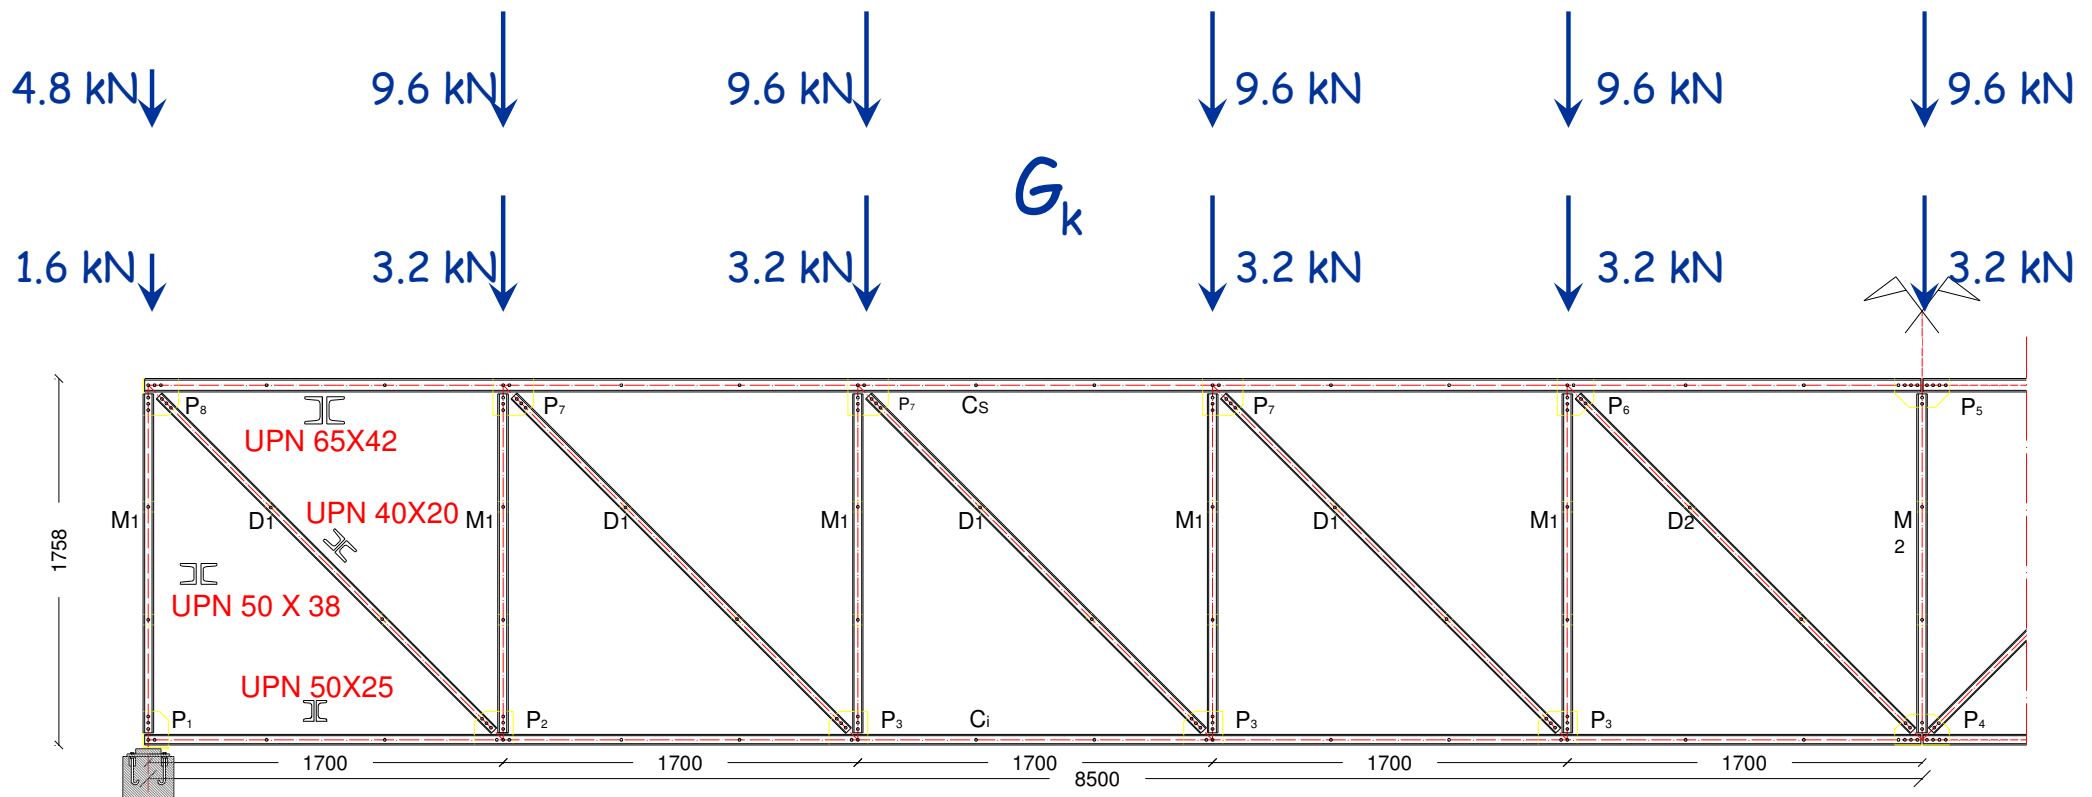 4.8 kN 9.6 kN 9.6 kN 9.6 kN 9.6 kN 9.6 kN
Gk
1.6 kN 3.2 kN 3.2 kN 3.2 kN 3.2 kN 3.2 kN
P8 P7 P7 CS P7 P6 P5
UPN 65X42
UPN 40X20
M1 D1 M1 D1 M1 D1 M1 D1 M1 D2 M
2
1758
UPN 50 X 38
UPN 50X25
P1 P2 P3 Ci P3 P3 P4
1700 1700 1700 1700 1700
8500